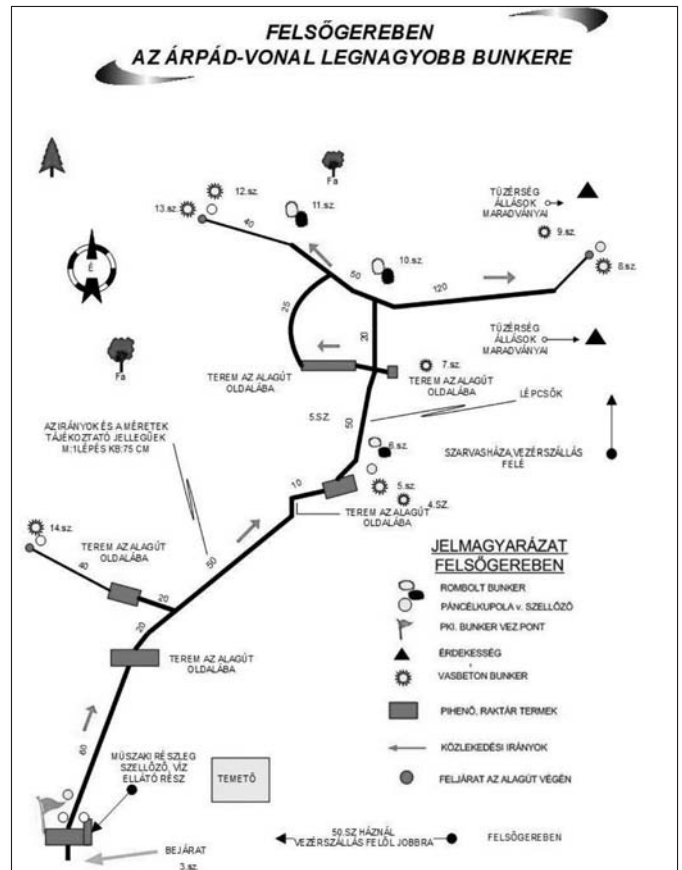 FELSŐGEREBEN
AZ ÁRPÁD-VONAL LEGNAGYOBB BUNKERE
Fa
12.sz.
13.sz.
11.sz.
40
TÜZÉRSÉG
ÁLLÁSOK
MARADVÁNYAI
9.sz.
10.sz.
8.sz.
É
50
120
25
20
TÜZÉRSÉG
ÁLLÁSOK
MARADVÁNYAI
Fa
7.sz.
TEREM AZ ALAGÚT
OLDALÁBA
TEREM AZ ALAGÚT
OLDALÁBA
LÉPCSŐK
5.SZ.
50
AZ IRÁNYOK ÉS A MÉRETEK
TÁJÉKOZTATÓ JELLEGŰEK
M:1LÉPÉS KB:75 CM
6.sz.
SZARVASHÁZA,VEZÉRSZÁLLÁS
FELÉ
10
5.sz.
4.SZ.
TEREM AZ ALAGÚT
OLDALÁBA
14.sz.
TEREM AZ ALAGÚT
OLDALÁBA
50
40
20
20
TEREM AZ ALAGÚT
OLDALÁBA
60
MŰSZAKI RÉSZLEG
SZELLŐZŐ, VÍZ
ELLÁTÓ RÉSZ
TEMETŐ
BEJÁRAT
3.sz.
50.SZ HÁZNÁL
VEZÉRSZÁLLÁS FELŐL JOBBRA
FELSŐGEREBEN
JELMAGYARÁZAT
FELSŐGEREBEN
ROMBOLT BUNKER
PÁNCÉLKUPOLA v. SZELLŐZŐ
PKI. BUNKER VEZ.PONT
ÉRDEKESSÉG
VASBETON BUNKER
PIHENŐ, RAKTÁR TERMEK
KÖZLEKEDÉSI IRÁNYOK
FELJÁRAT AZ ALAGÚT VÉGÉN